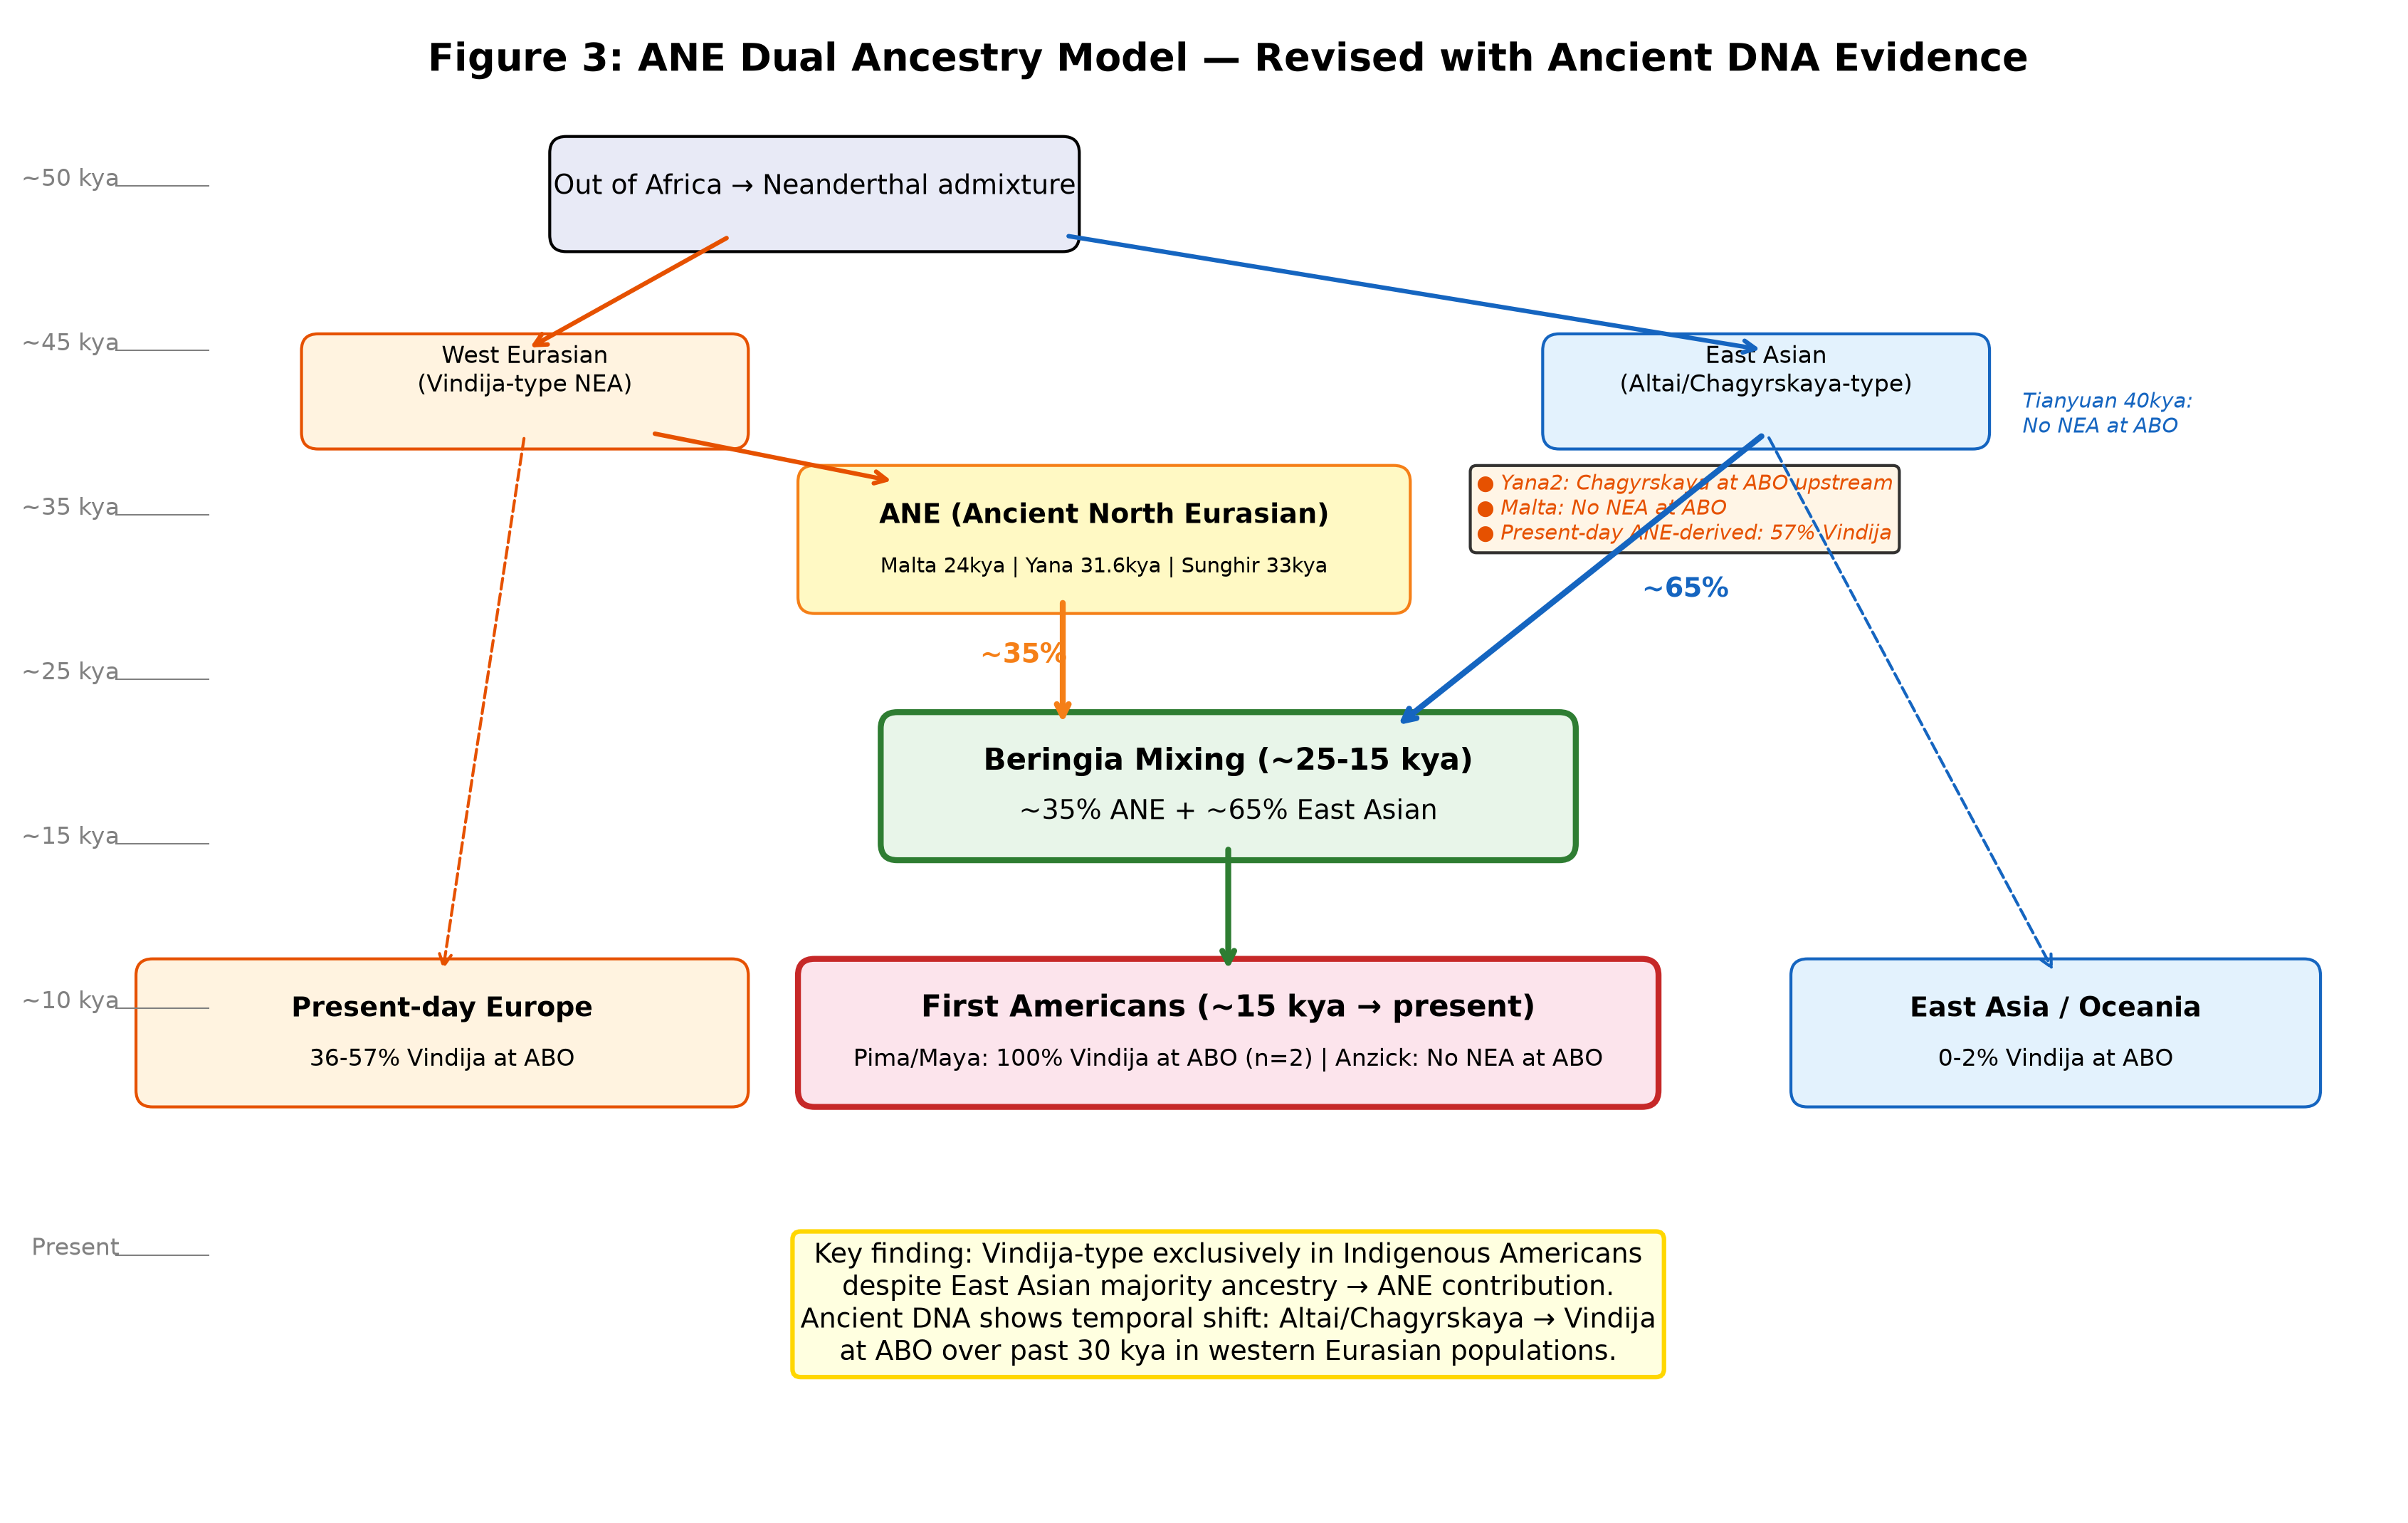 Figure 3: ANE Dual Ancestry Model — Revised with Ancient DNA Evidence
~50 kya
Out of Africa → Neanderthal admixture
~45 kya
West Eurasian
(Vindija-type NEA)
East Asian
(Altai/Chagyrskaya-type)
Tianyuan 40kya:
No NEA at ABO
~35 kya
ANE (Ancient North Eurasian)
Malta 24kya | Yana 31.6kya | Sunghir 33kya
● Yana2: Chagyrskaya at ABO upstream
● Malta: No NEA at ABO
● Present-day ANE-derived: 57% Vindija
~65%
~35%
~25 kya
Beringia Mixing (~25-15 kya)
~35% ANE + ~65% East Asian
~15 kya
~10 kya
Present-day Europe
36-57% Vindija at ABO
First Americans (~15 kya → present)
Pima/Maya: 100% Vindija at ABO (n=2) | Anzick: No NEA at ABO
East Asia / Oceania
0-2% Vindija at ABO
Present
Key finding: Vindija-type exclusively in Indigenous Americans
despite East Asian majority ancestry → ANE contribution.
Ancient DNA shows temporal shift: Altai/Chagyrskaya → Vindija
at ABO over past 30 kya in western Eurasian populations.